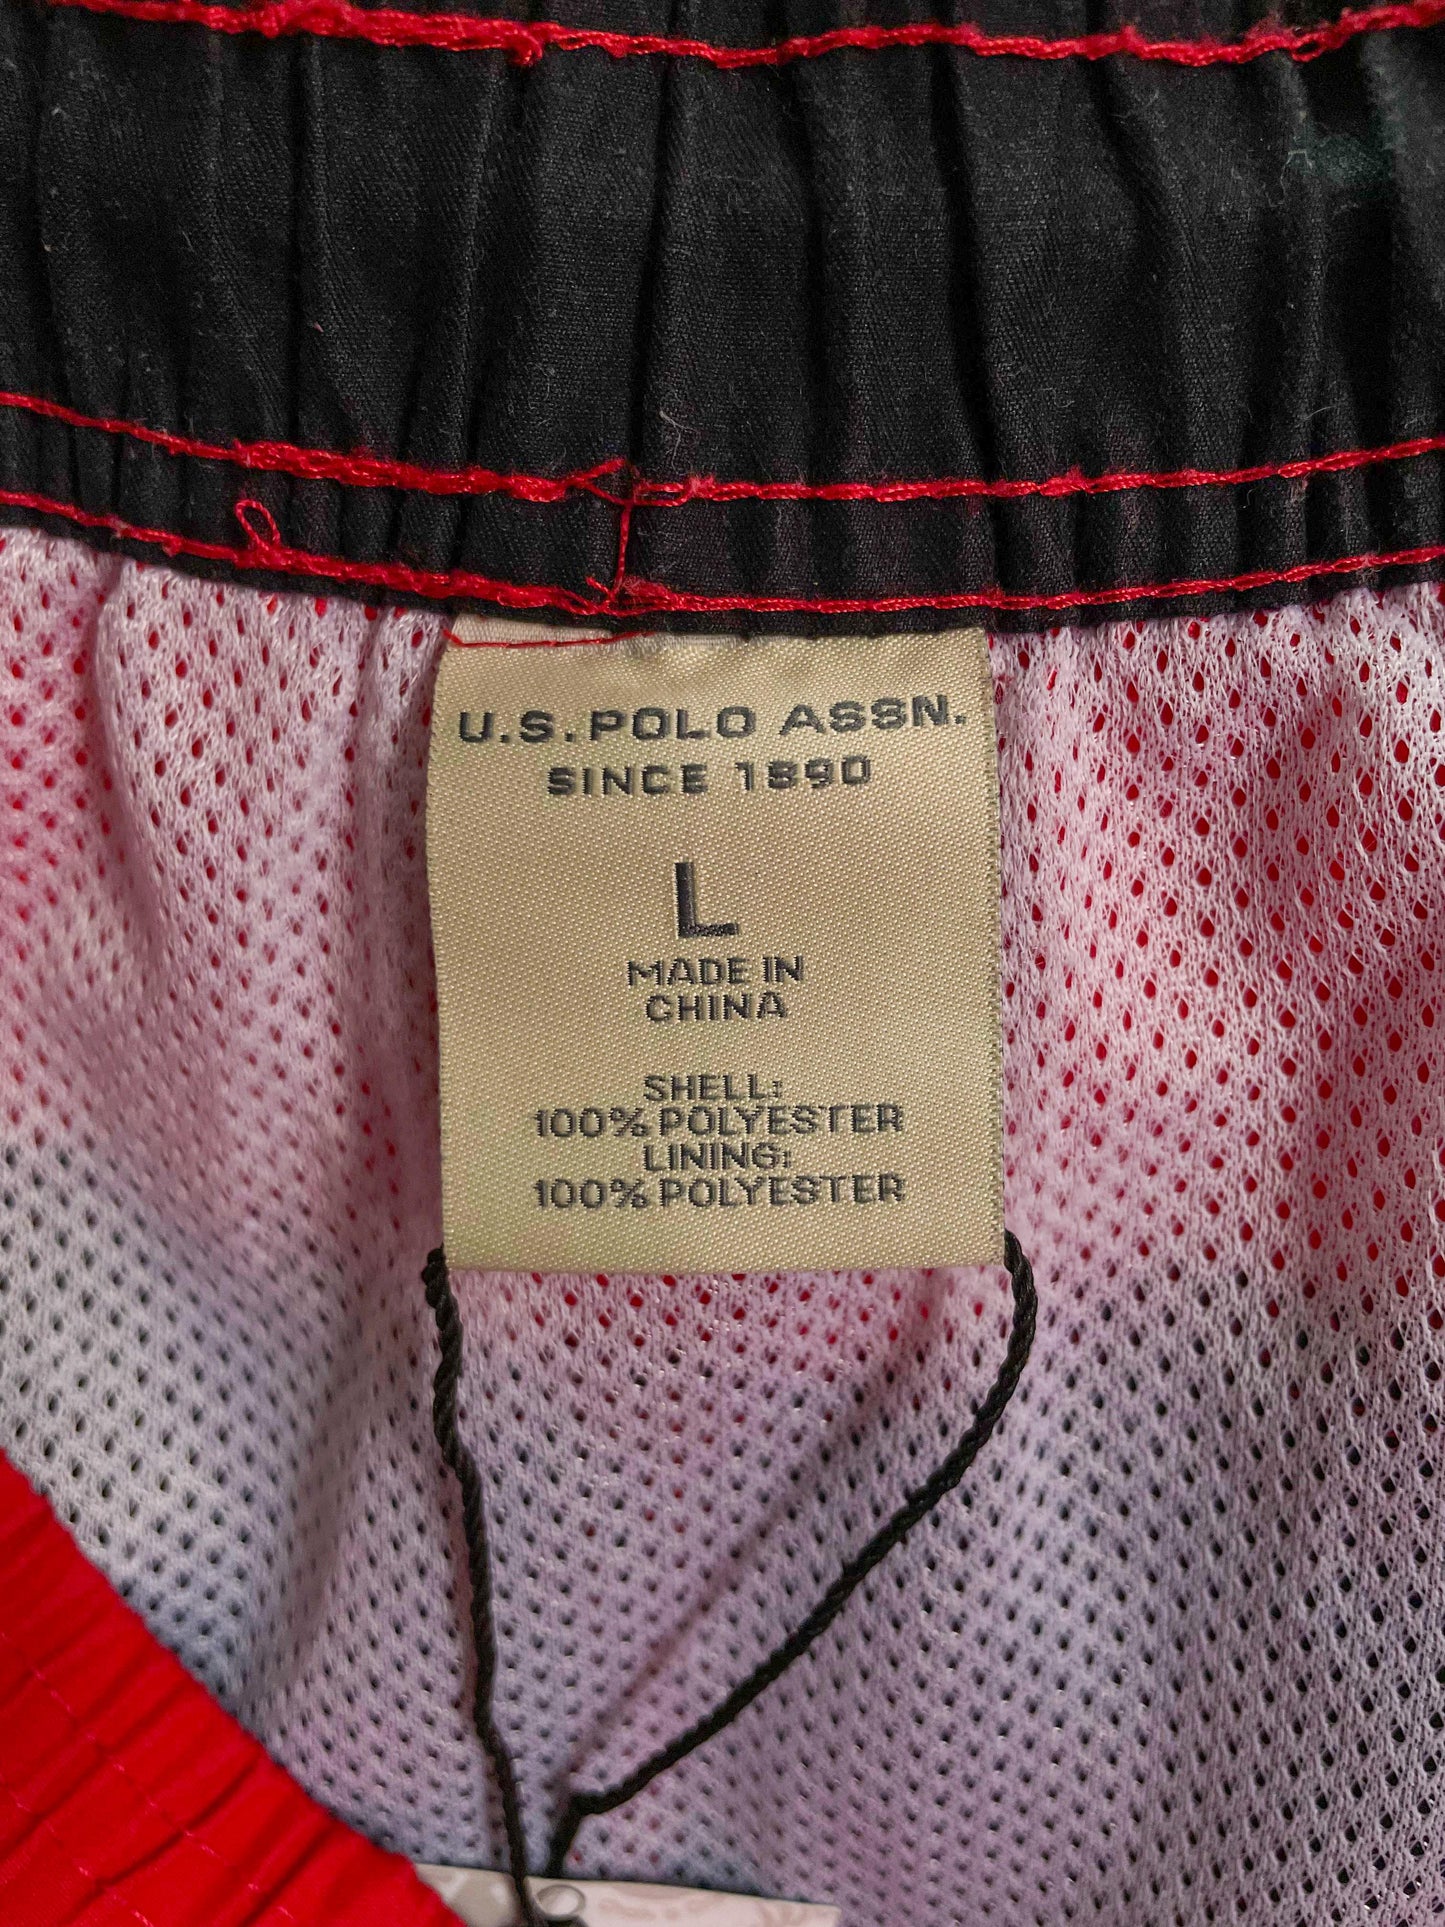 U.S. POLO ASSN.
SINCE 1890
L
MADE IN
CHINA
SHELL:
100% POLYESTER
LINING:
100% POLYESTER